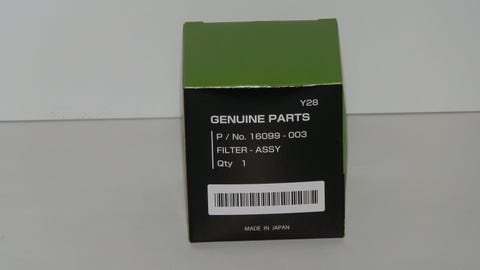 Y28
GENUINE PARTS
P / No. 16099 - 003
FILTER - ASSY
Qty 1
MADE IN JAPAN